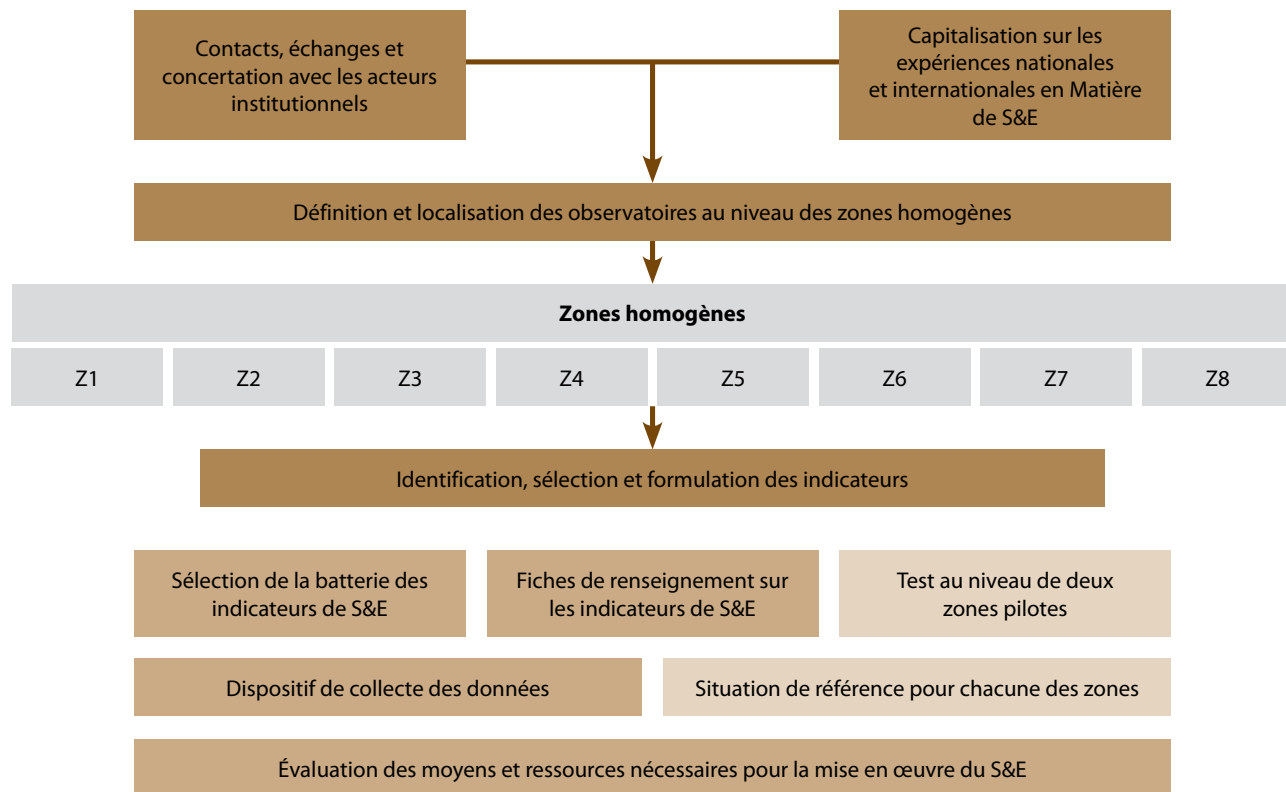 Contacts, échanges et
concertation avec les acteurs
institutionnels
Capitalisation sur les
expériences nationales
et internationales en Matière
de S&E
Définition et localisation des observatoires au niveau des zones homogènes
Zones homogènes
Z1 Z2 Z3 Z4 Z5 Z6 Z7 Z8
Identification, sélection et formulation des indicateurs
Sélection de la batterie des
indicateurs de S&E
Fiches de renseignement sur
les indicateurs de S&E
Test au niveau de deux
zones pilotes
Dispositif de collecte des données
Situation de référence pour chacune des zones
Évaluation des moyens et ressources nécessaires pour la mise en œuvre du S&E